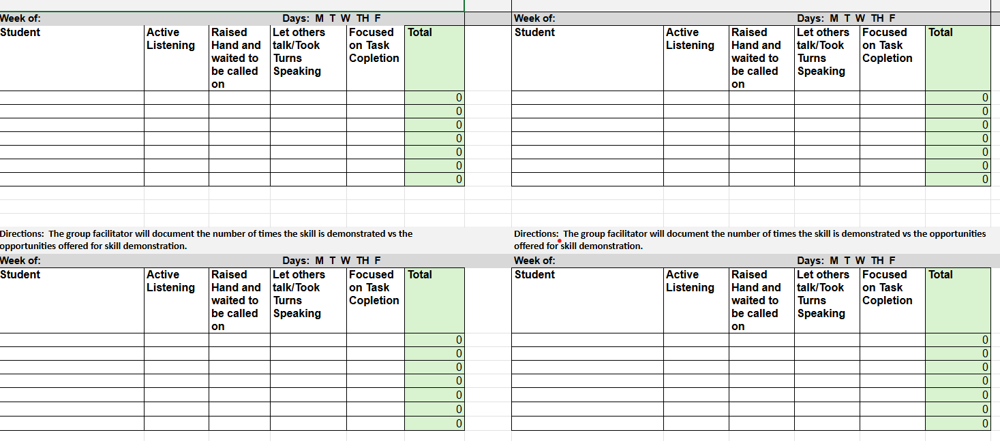 Week of: Days: M T W TH F Week of: Days: M T W TH F
Student Active Raised Let others Focused Total Student Active Raised Let others Focused Total
Listening Hand and talk/Took on Task Listening Hand and talk/Took on Task
waited to Turns Copletion waited to Turns Copletion
be called Speaking be called Speaking
on on
0 0
0 0
0 0
0 0
0 0
0 0
0 0
Directions: The group facilitator will document the number of times the skill is demonstrated vs the Directions: The group facilitator will document the number of times the skill is demonstrated vs the opportunities
opportunities offered for skill demonstration. offered for skill demonstration.
Week of: Days: M T W TH F Week of: Days: M T W TH F
Student Active Raised Let others Focused Total Student Active Raised Let others Focused Total
Listening Hand and talk/Took on Task Listening Hand and talk/Took on Task
waited to Turns Copletion waited to Turns Copletion
be called Speaking be called Speaking
on on
0 0
0 0
0 0
0 0
0 0
0 0
0 0